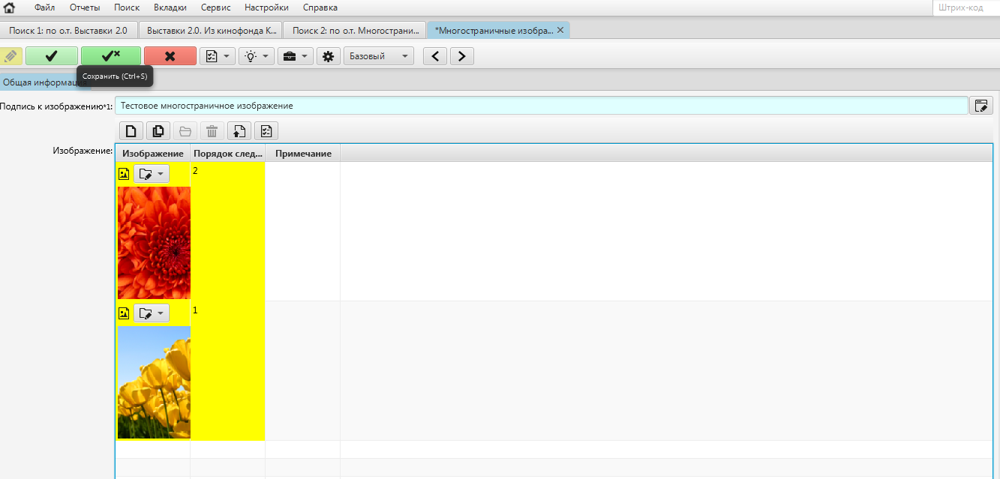 Файл Отчеты Поиск Вкладки Сервис Настройки Справка Штрих-код
Поиск 1: по о.т. Выставки 2.0 Выставки 2.0. Из кинофонда К... Поиск 2: по о.т. Многострани... *Многостраничные изобра...
Базовый
Сохранить (Ctrl+S)
Общая информаци
Подпись к изображению*1: Тестовое многостраничное изображение
Изображение:
Изображение Порядок след... Примечание
2
1